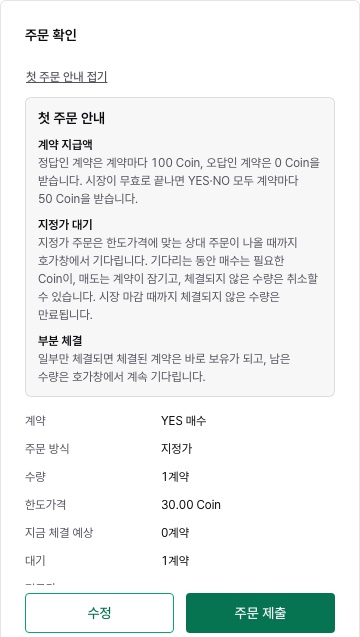 주문 확인
첫 주문 안내 접기
첫 주문 안내
계약 지급액
정답인 계약은 계약마다 100 Coin, 오답인 계약은 0 Coin을
받습니다. 시장이 무효로 끝나면 YES·NO 모두 계약마다
50 Coin을 받습니다.
지정가 대기
지정가 주문은 한도가격에 맞는 상대 주문이 나올 때까지
호가창에서 기다립니다. 기다리는 동안 매수는 필요한
Coin이, 매도는 계약이 잠기고, 체결되지 않은 수량은 취소할
수 있습니다. 시장 마감 때까지 체결되지 않은 수량은
만료됩니다.
부분 체결
일부만 체결되면 체결된 계약은 바로 보유가 되고, 남은
수량은 호가창에서 계속 기다립니다.
계약 YES 매수
주문 방식 지정가
수량 1계약
한도가격 30.00 Coin
지금 체결 예상 0계약
대기 1계약
수정 주문 제출